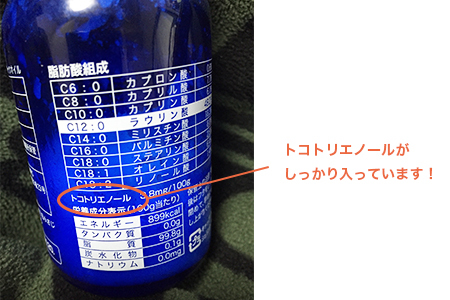 脂肪酸組成
C6:0 カプロン酸
C8:0 カプリル酸
C10:0 カプリン酸
C12:0 ラウリン酸
C14:0 ミリスチン酸
C16:0 パルミチン酸
C18:0 ステアリン酸
C18:1 オレイン酸
C18:2 リノール酸
トコトリエノール 3.8mg/100g
栄養成分表示(100g当たり)
エネルギー 899kcal
タンパク質 0.0g
脂質 99.8g
炭水化物 0.1g
ナトリウム 0.0mg
トコトリエノールが
しっかり入っています!